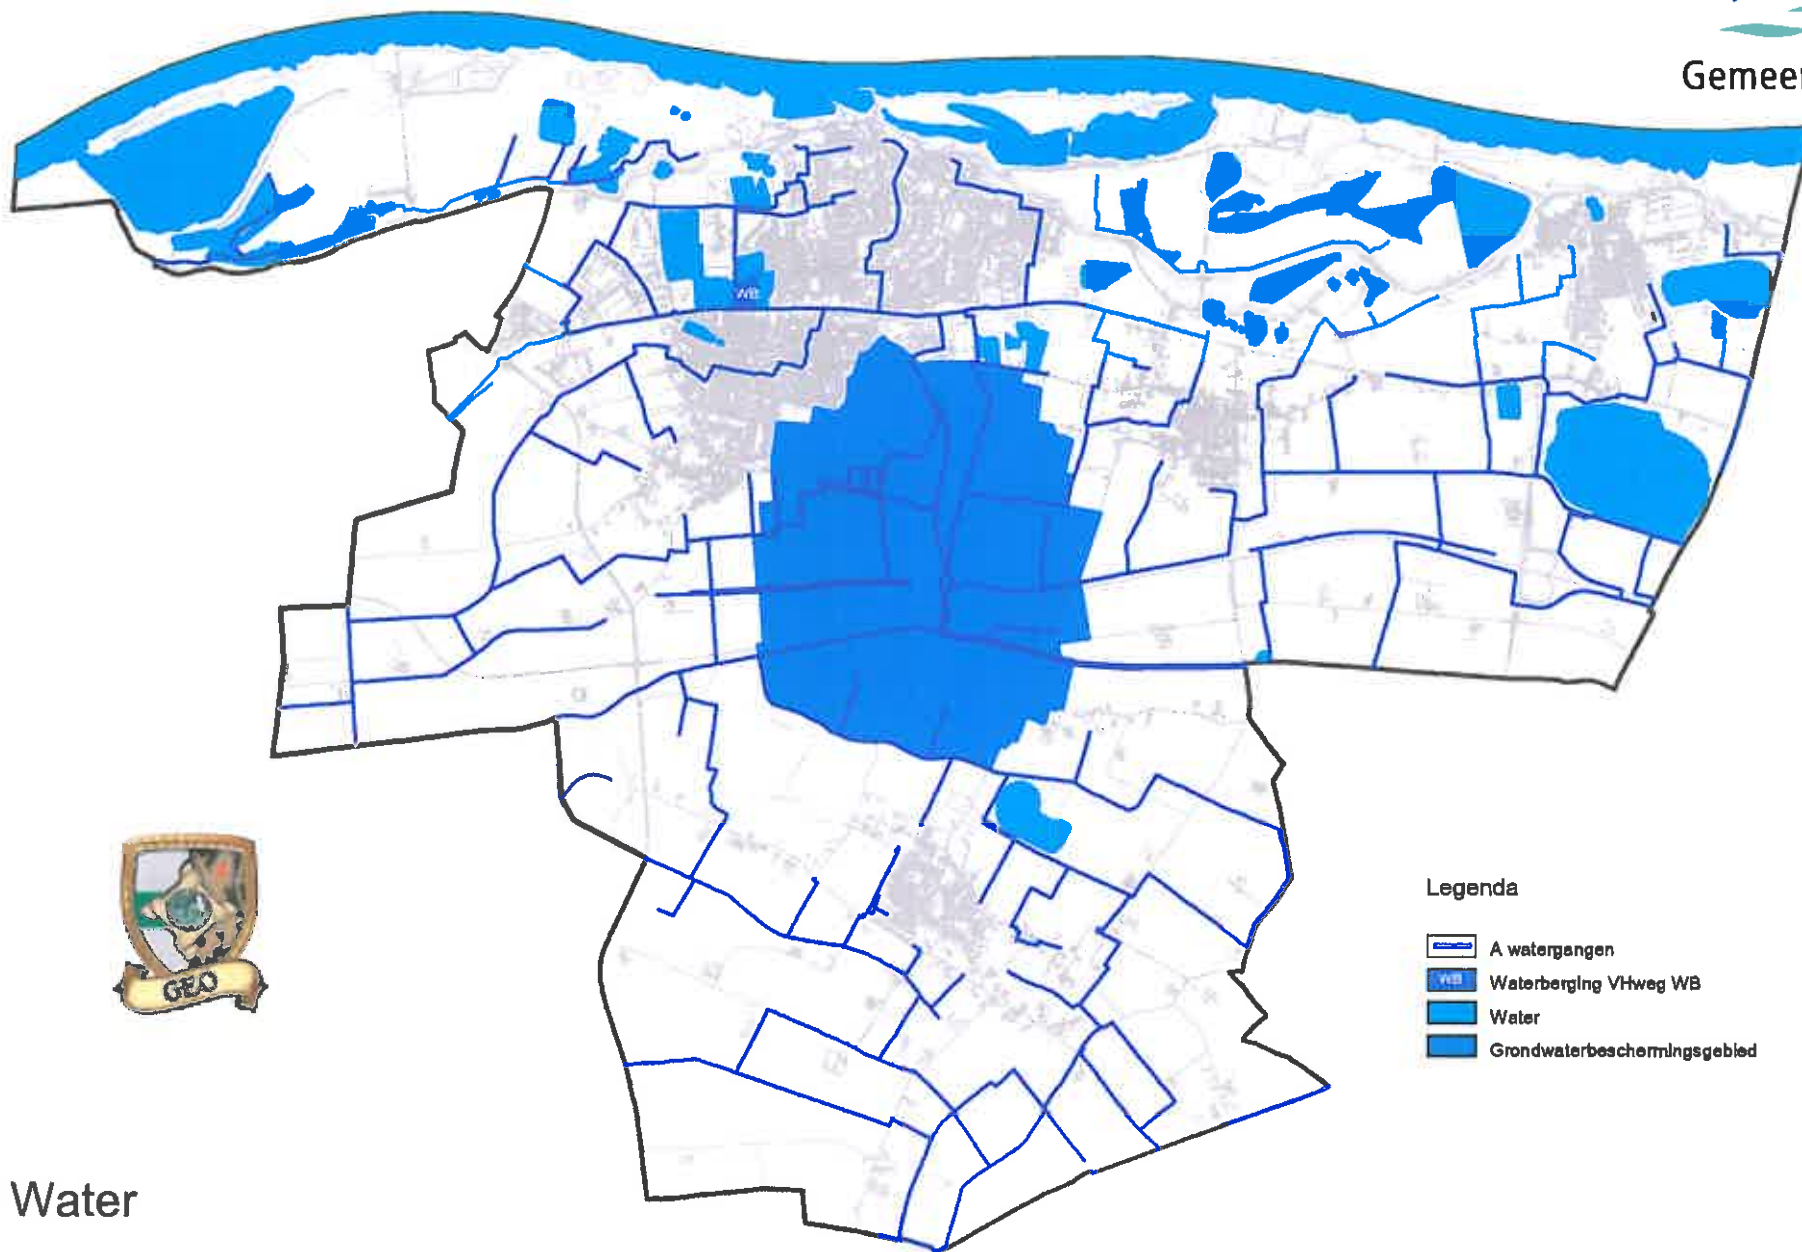 Gemeen
WB
Legenda
A watergangen
WB Waterberging VHweg WB
Water
Grondwaterbeschermingsgebied
GEO
Water